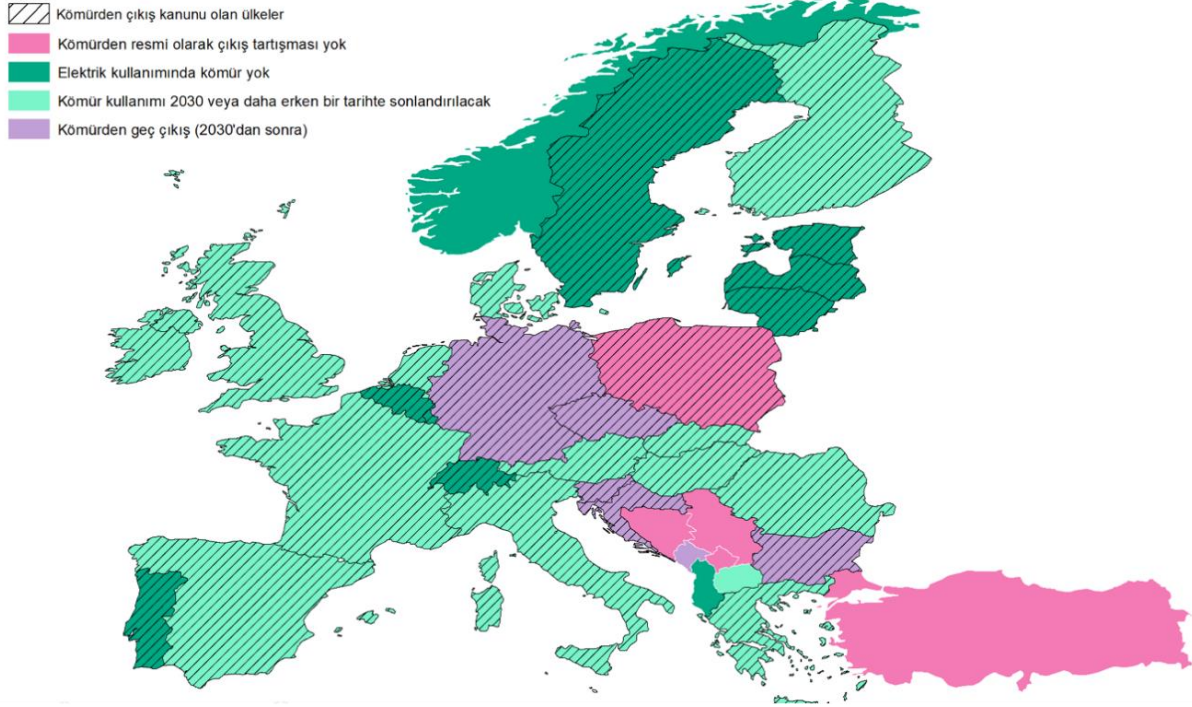 Kömürden çıkış kanunu olan ülkeler
Kömürden resmi olarak çıkış tartışması yok
Elektrik kullanımında kömür yok
Kömür kullanımı 2030 veya daha erken bir tarihte sonlandırılacak
Kömürden geç çıkış (2030'dan sonra)